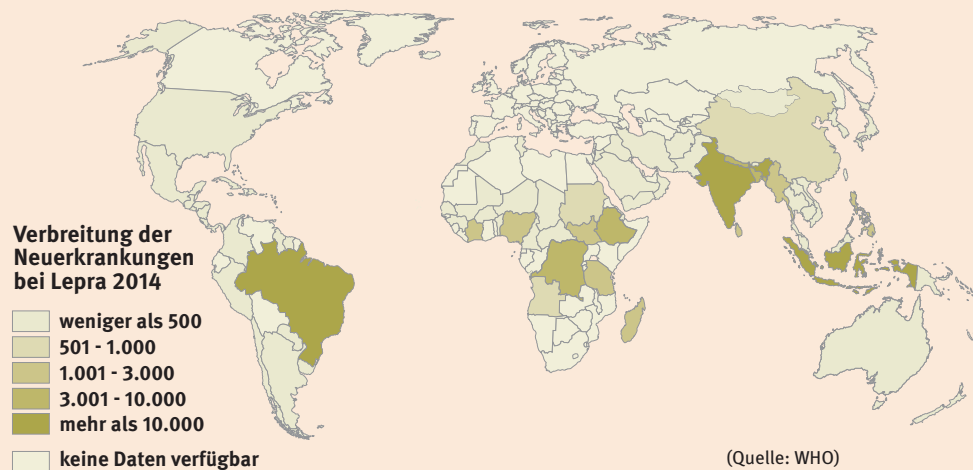 Verbreitung der
Neuerkrankungen
bei Lepra 2014
weniger als 500
501 - 1.000
1.001 - 3.000
3.001 - 10.000
mehr als 10.000
keine Daten verfügbar
(Quelle: WHO)